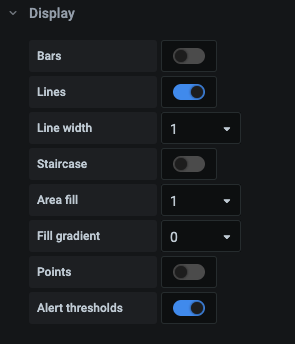 Display
Bars
Lines
Line width 1
Staircase
Area fill 1
Fill gradient 0
Points
Alert thresholds